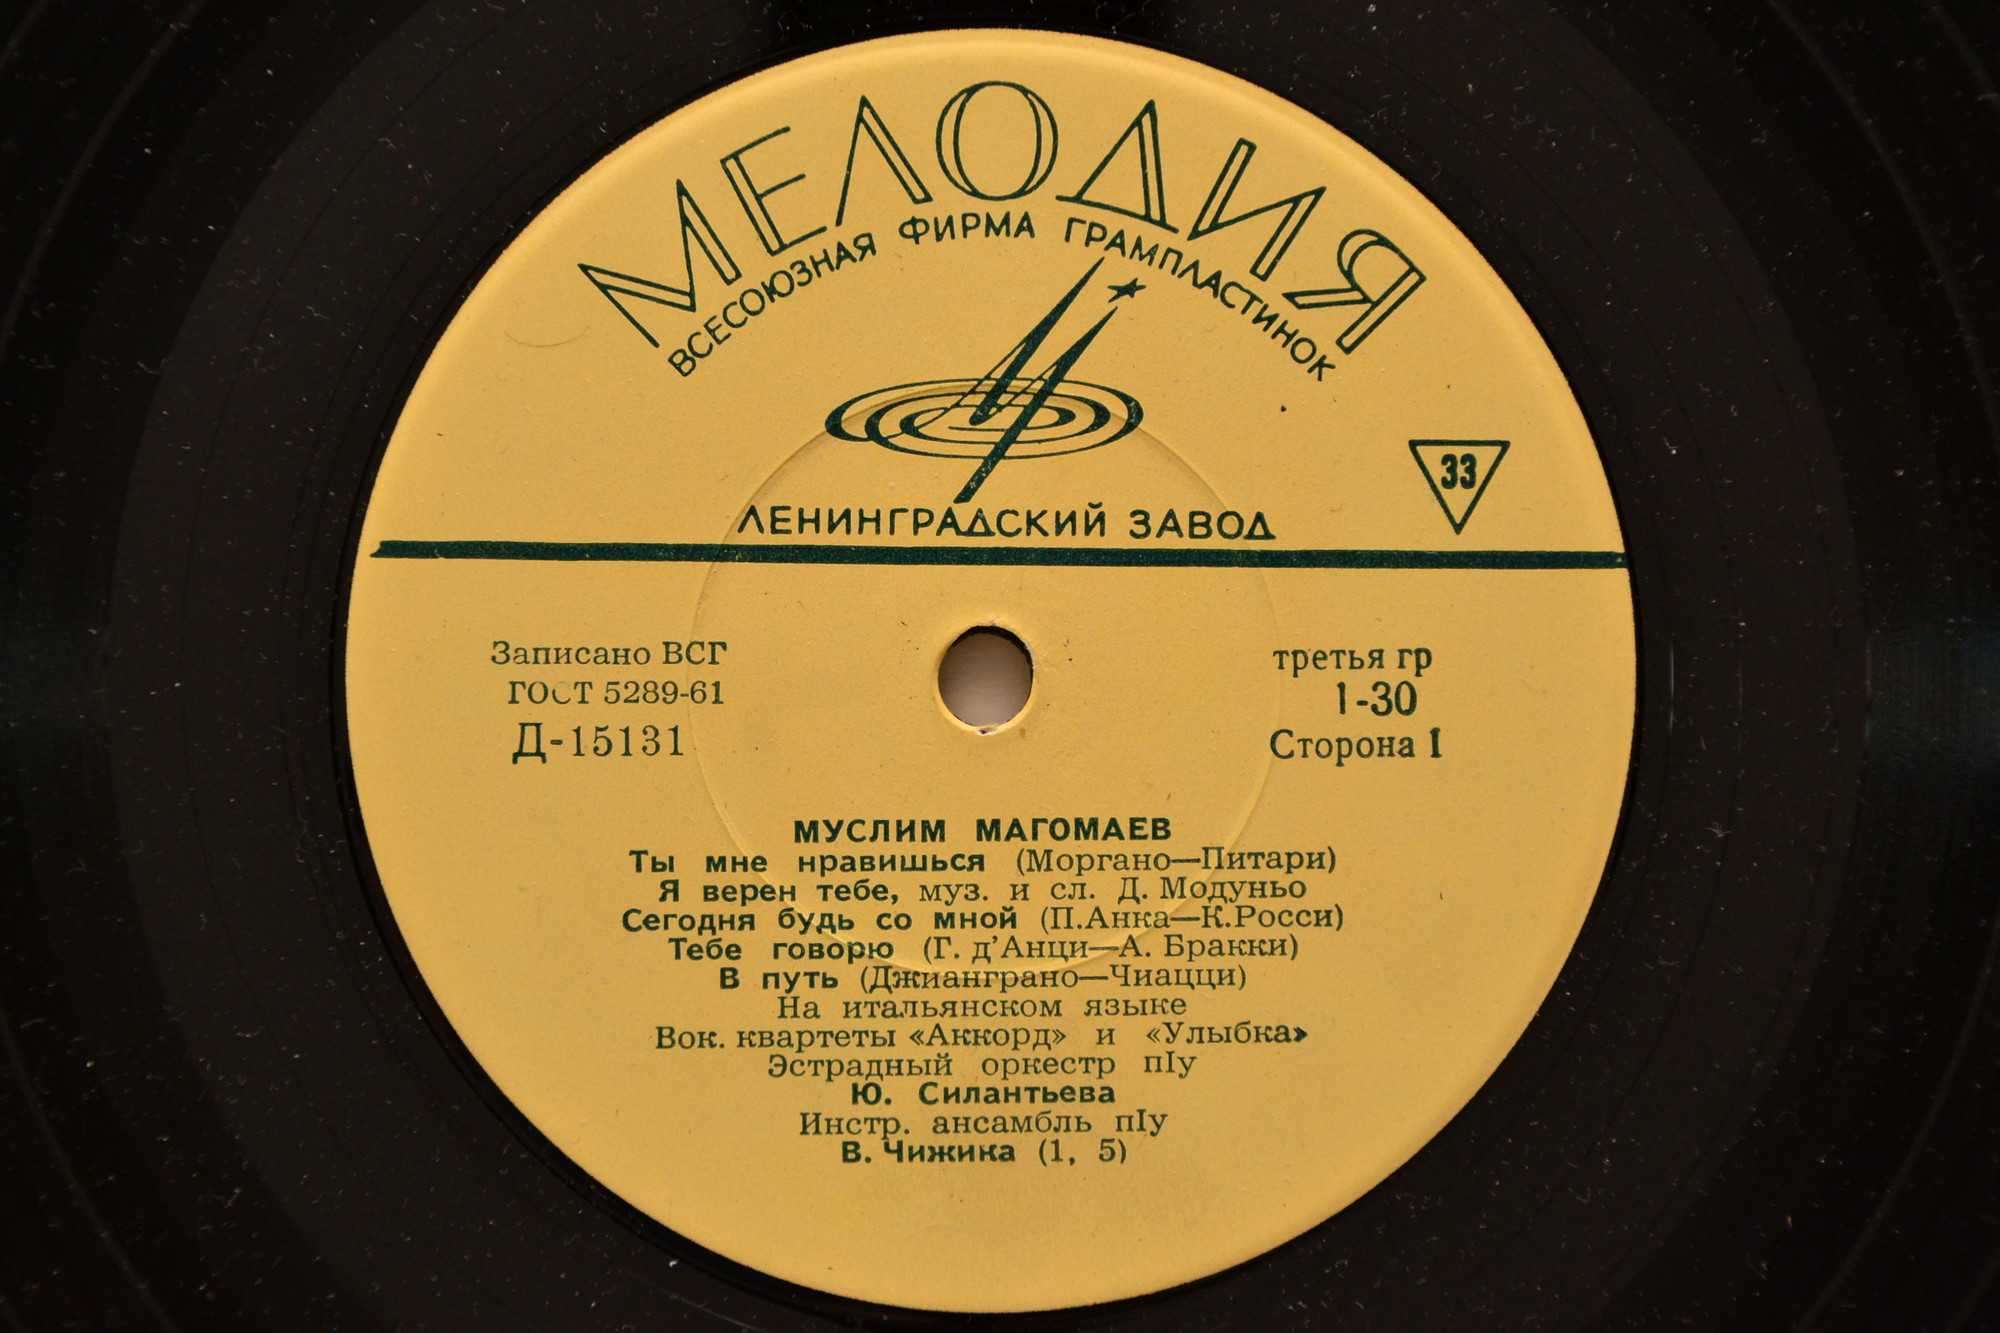 МЕЛОДИЯ
ВСЕСОЮЗНАЯ ФИРМА ГРАМПЛАСТИНОК
33
ЛЕНИНГРАДСКИЙ ЗАВОД
Записано ВСГ
ГОСТ 5289-61
Д-15131
третья гр
1-30
Сторона 1
МУСЛИМ МАГОМАЕВ
Ты мне нравишься (Моргано—Питари)
Я верен тебе, муз. и сл. Д. Модуньо
Сегодня будь со мной (П.Анка—К.Росси)
Тебе говорю (Г. д’Анци—А. Бракки)
В путь (Джианграно—Чиацци)
На итальянском языке
Вок. квартеты «Аккорд» и «Улыбка»
Эстрадный оркестр пIу
Ю. Силантьева
Инстр. ансамбль пIу
В. Чижика (1, 5)